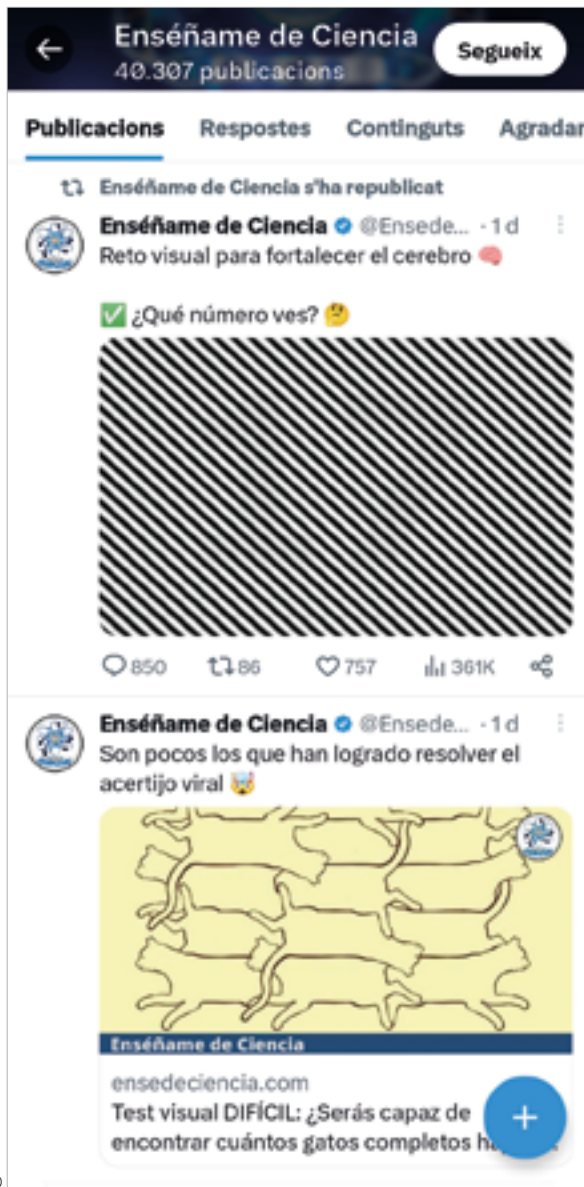 Enséñame de Ciencia
40.307 publicacions
Segueix
Publicacions Respostes Continguts Agradar
Enséñame de Ciencia s'ha republicat
Enséñame de Ciencia @Ensede... · 1 d
Reto visual para fortalecer el cerebro 🧠
✅ ¿Qué número ves? 🤔
850 86 757 361K
Enséñame de Ciencia @Ensede... · 1 d
Son pocos los que han logrado resolver el
acertijo viral 🤯
Enséñame de Ciencia
ensedeciencia.com
Test visual DIFÍCIL: ¿Serás capaz de
encontrar cuántos gatos completos